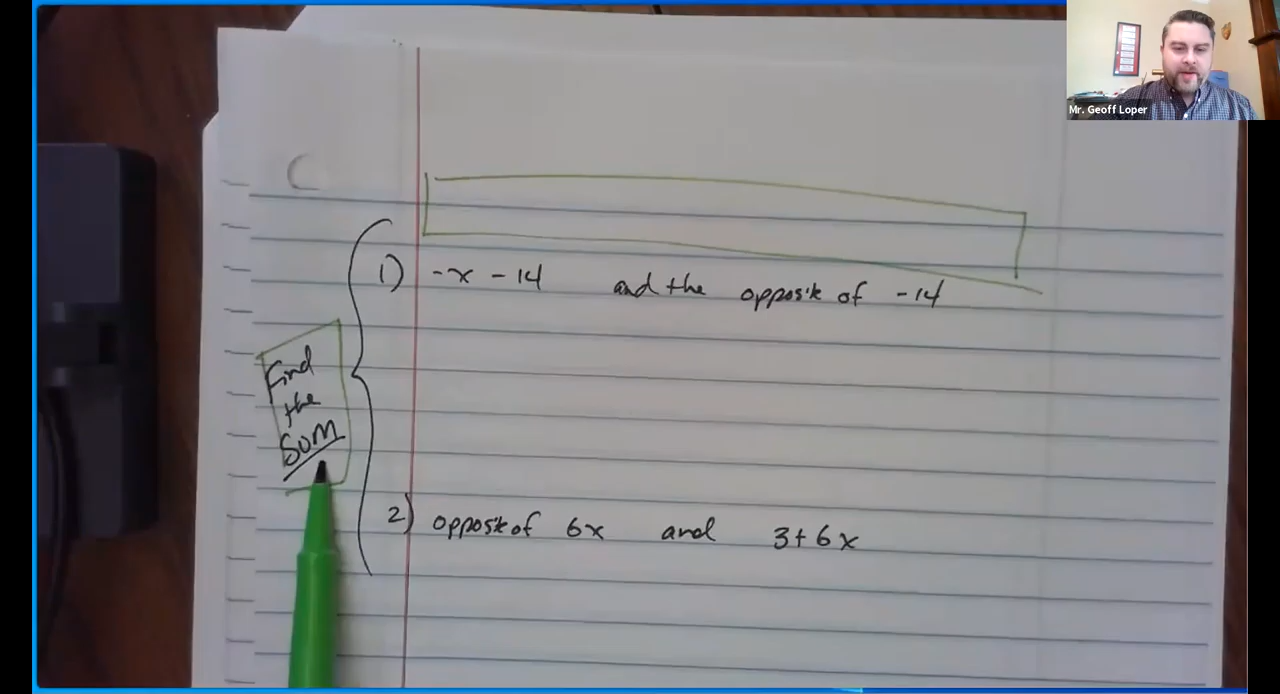 Mr. Geoff Loper
C
1) -x - 14 and the opposite of -14
Find
the
SUM
2) opposite of 6x and 3+6x